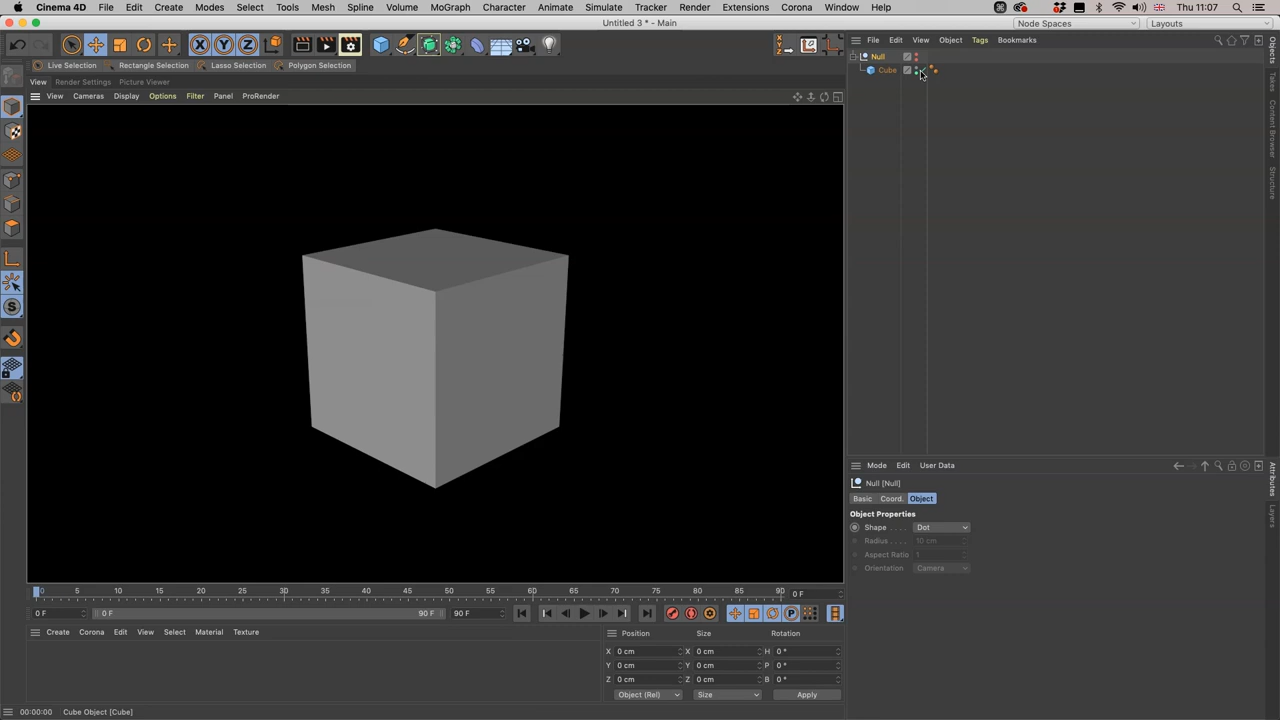 Cinema 4D File Edit Create Modes Select Tools Mesh Spline Volume MoGraph Character Animate Simulate Tracker Render Extensions Corona Window Help Thu 11:07
Untitled 3 * - Main
Node Spaces Layouts
X Y Z
Live Selection Rectangle Selection Lasso Selection Polygon Selection
View Render Settings Picture Viewer
View Cameras Display Options Filter Panel ProRender
File Edit View Object Tags Bookmarks
Null
Cube
Objects
Takes
Content Browser
Structure
Mode Edit User Data
Null [Null]
Basic Coord. Object
Object Properties
Shape . . . . Dot
Radius . . . . 10 cm
Aspect Ratio 1
Orientation Camera
Attributes
Layers
0 5 10 15 20 25 30 35 40 45 50 55 60 65 70 75 80 85 90 0 F
0 F 0 F 90 F 90 F
Create Corona Edit View Select Material Texture
Position Size Rotation
X 0 cm X 0 cm H 0 °
Y 0 cm Y 0 cm P 0 °
Z 0 cm Z 0 cm B 0 °
Object (Rel) Size Apply
00:00:00 Cube Object [Cube]